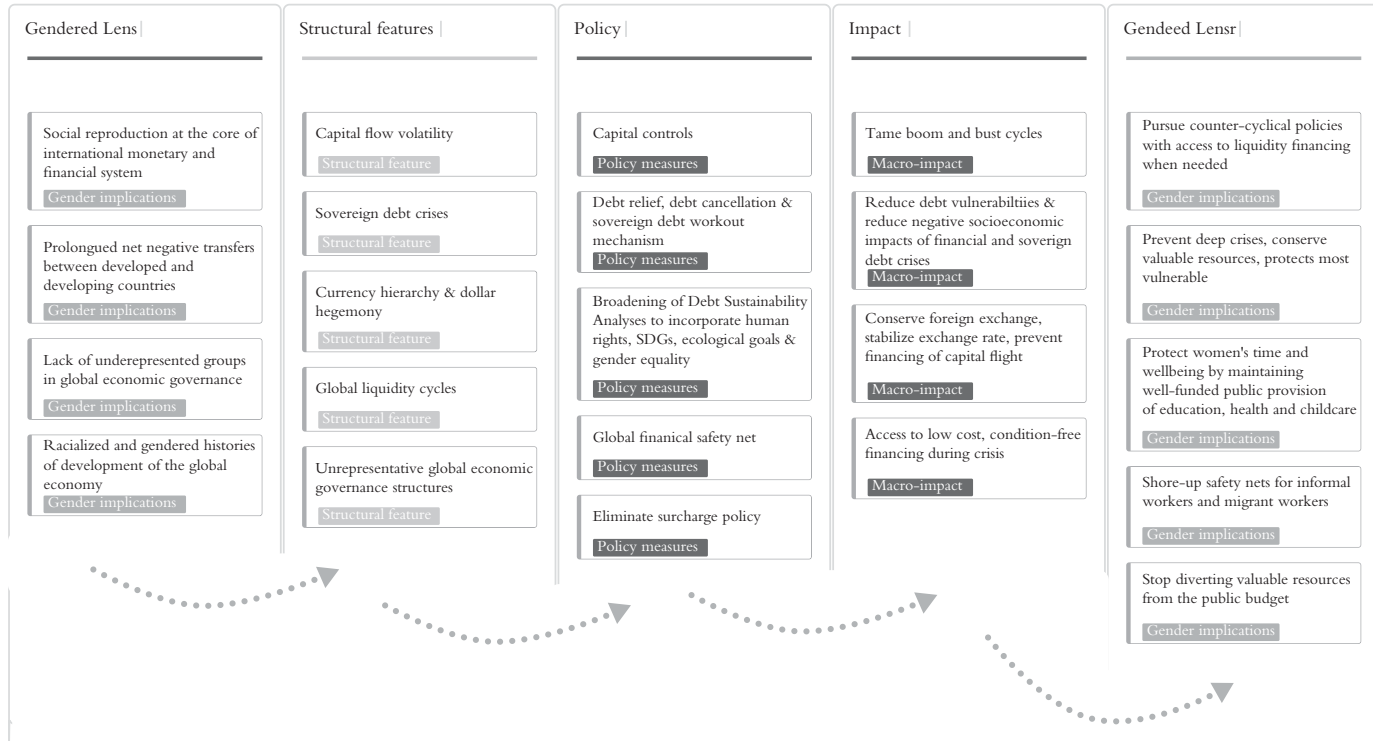 Gendered Lens
Social reproduction at the core of
international monetary and
financial system
Gender implications
Prolongued net negative transfers
between developed and
developing countries
Gender implications
Lack of underepresented groups
in global economic governance
Gender implications
Racialized and gendered histories
of development of the global
economy
Gender implications
Structural features
Capital flow volatility
Structural feature
Sovereign debt crises
Structural feature
Currency hierarchy & dollar
hegemony
Structural feature
Global liquidity cycles
Structural feature
Unrepresentative global economic
governance structures
Structural feature
Policy
Capital controls
Policy measures
Debt relief, debt cancellation &
sovereign debt workout
mechanism
Policy measures
Broadening of Debt Sustainability
Analyses to incorporate human
rights, SDGs, ecological goals &
gender equality
Policy measures
Global finanical safety net
Policy measures
Eliminate surcharge policy
Policy measures
Impact
Tame boom and bust cycles
Macro-impact
Reduce debt vulnerabiltiies &
reduce negative socioeconomic
impacts of financial and soverign
debt crises
Macro-impact
Conserve foreign exchange,
stabilize exchange rate, prevent
financing of capital flight
Macro-impact
Access to low cost, condition-free
financing during crisis
Macro-impact
Gendeed Lensr
Pursue counter-cyclical policies
with access to liquidity financing
when needed
Gender implications
Prevent deep crises, conserve
valuable resources, protects most
vulnerable
Gender implications
Protect women's time and
wellbeing by maintaining
well-funded public provision
of education, health and childcare
Gender implications
Shore-up safety nets for informal
workers and migrant workers
Gender implications
Stop diverting valuable resources
from the public budget
Gender implications